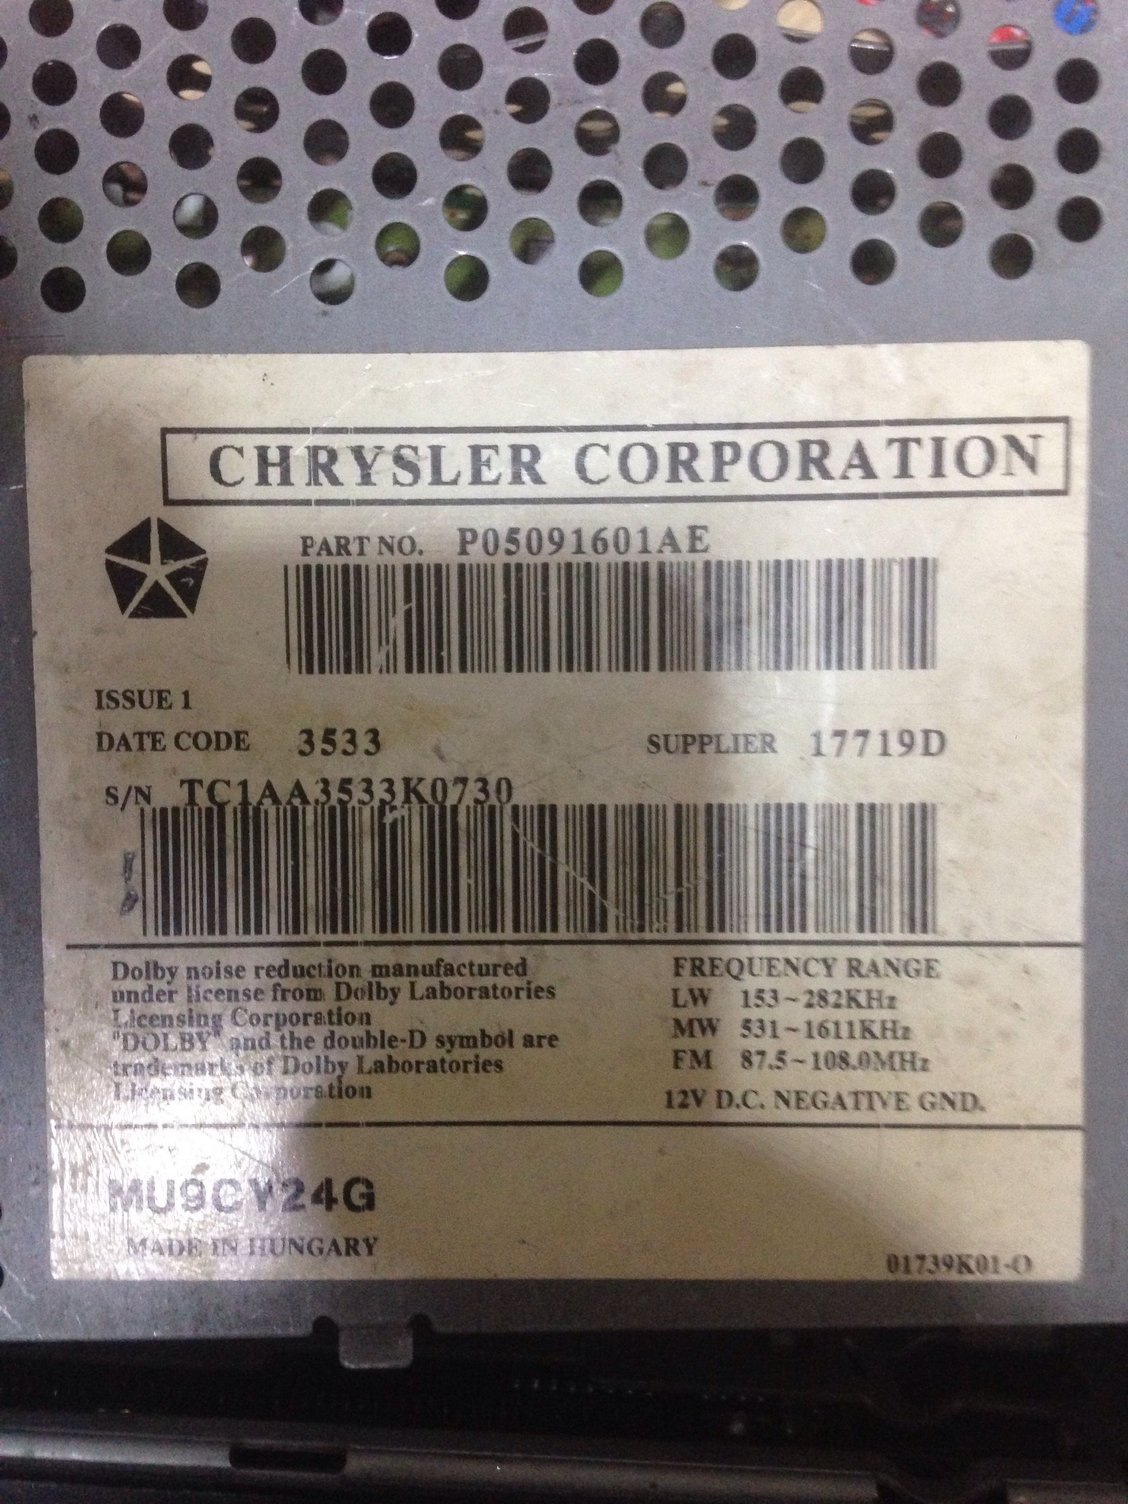 CHRYSLER CORPORATION
PART NO. P05091601AE
ISSUE 1
DATE CODE 3533 SUPPLIER 17719D
S/N TC1AA3533K0730
Dolby noise reduction manufactured
under license from Dolby Laboratories
Licensing Corporation
"DOLBY" and the double-D symbol are
trademarks of Dolby Laboratories
Licensing Corporation
FREQUENCY RANGE
LW 153~282KHz
MW 531~1611KHz
FM 87.5~108.0MHz
12V D.C. NEGATIVE GND.
MU9CY24G
MADE IN HUNGARY
01739K01-O